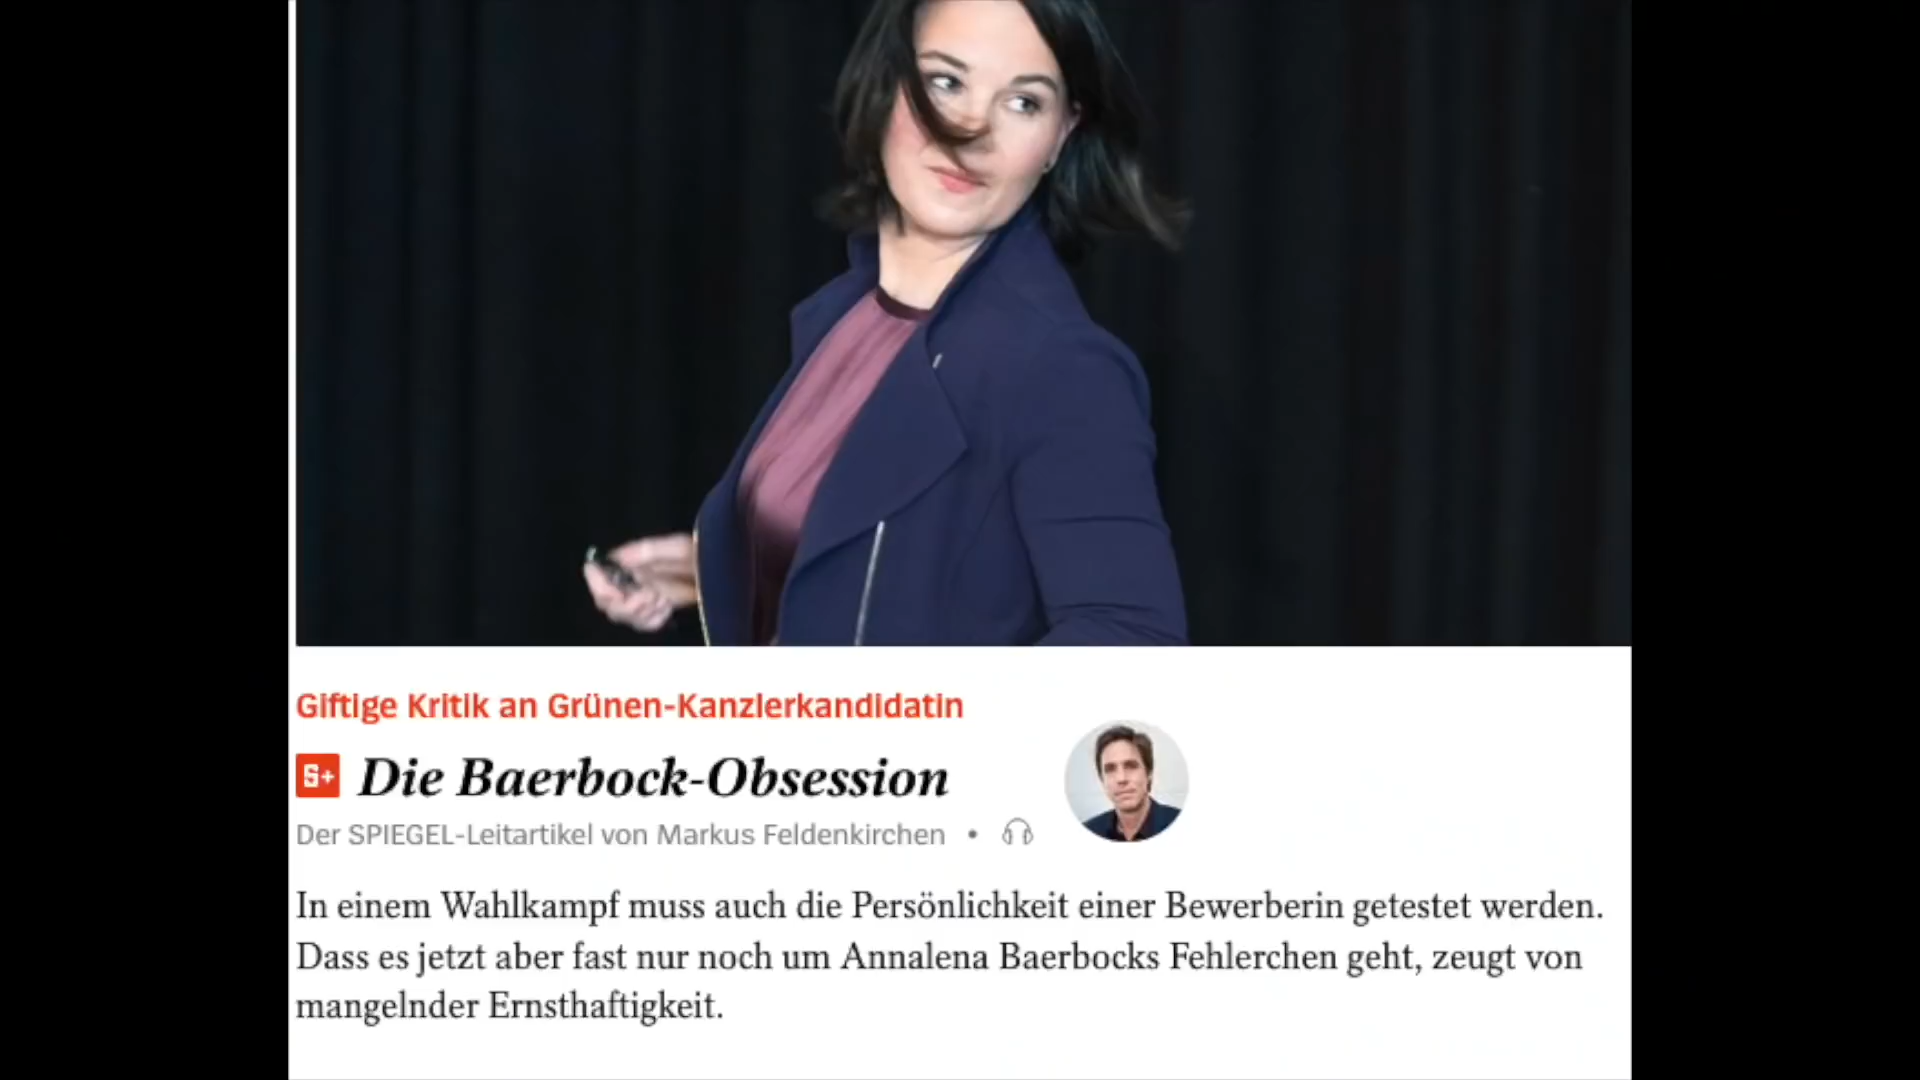 Giftige Kritik an Grünen-Kanzlerkandidatin
S+ Die Baerbock-Obsession
Der SPIEGEL-Leitartikel von Markus Feldenkirchen •
In einem Wahlkampf muss auch die Persönlichkeit einer Bewerberin getestet werden.
Dass es jetzt aber fast nur noch um Annalena Baerbocks Fehlerchen geht, zeugt von
mangelnder Ernsthaftigkeit.